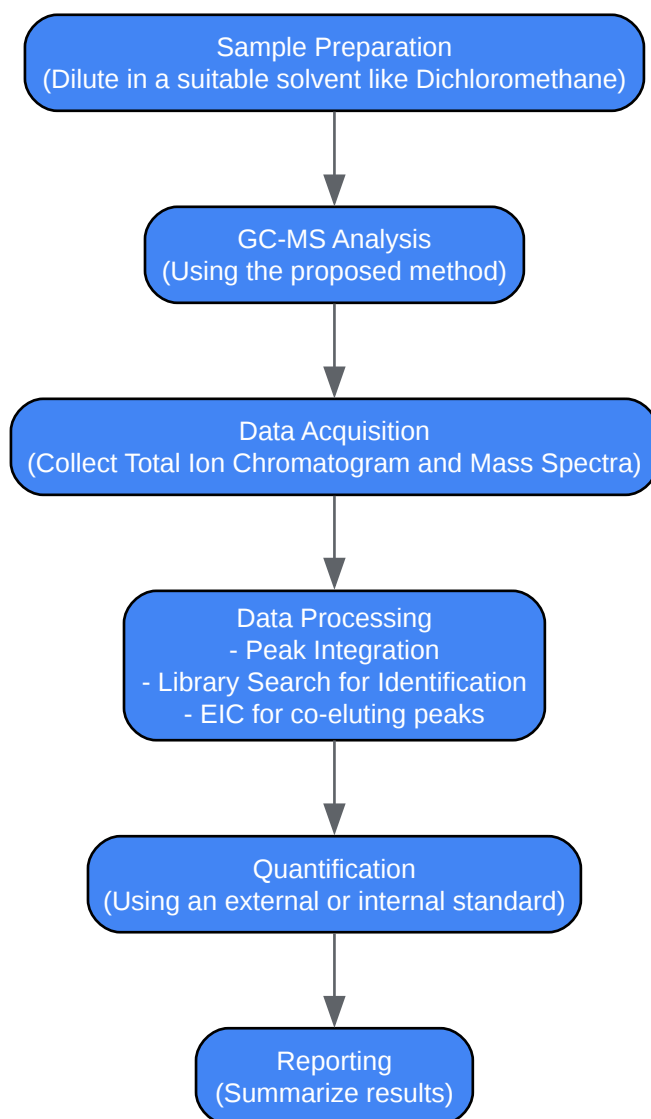 Sample Preparation
(Dilute in a suitable solvent like Dichloromethane)
GC-MS Analysis
(Using the proposed method)
Data Acquisition
(Collect Total Ion Chromatogram and Mass Spectra)
Data Processing
- Peak Integration
- Library Search for Identification
- EIC for co-eluting peaks
Quantification
(Using an external or internal standard)
Reporting
(Summarize results)